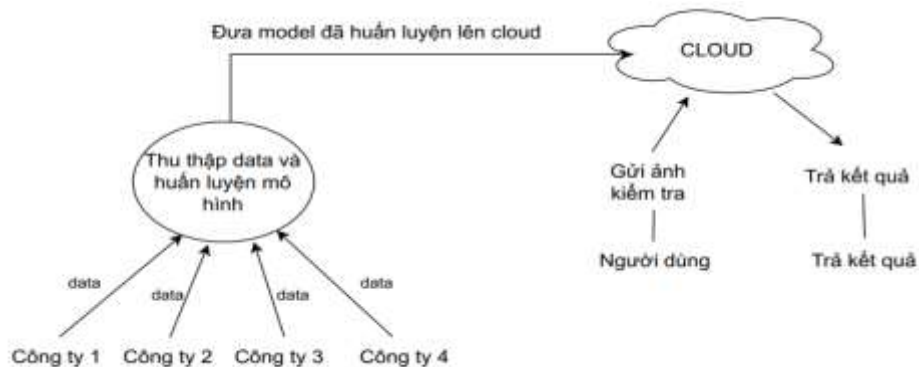 Đưa model đã huấn luyện lên cloud
CLOUD
Thu thập data và
huấn luyện mô
hình
Gửi ảnh
kiểm tra
Trả kết quả
Người dùng
Trả kết quả
data
data
data
data
Công ty 1
Công ty 2
Công ty 3
Công ty 4